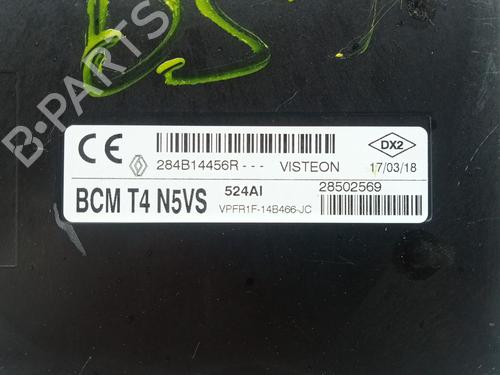 B-PARTS
CE
284B14456R---
VISTEON
DX2
17/03/18
BCM T4 N5VS
524AI
28502569
VPFR1F-14B466-JC